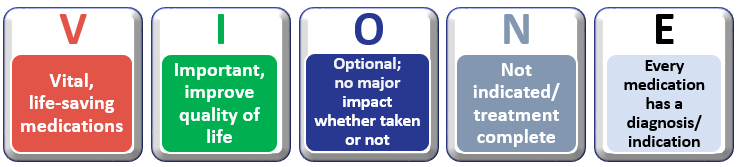 V
Vital,
life-saving
medications
I
Important,
improve
quality of
life
O
Optional;
no major
impact
whether taken
or not
N
Not
indicated/
treatment
complete
E
Every
medication
has a
diagnosis/
indication